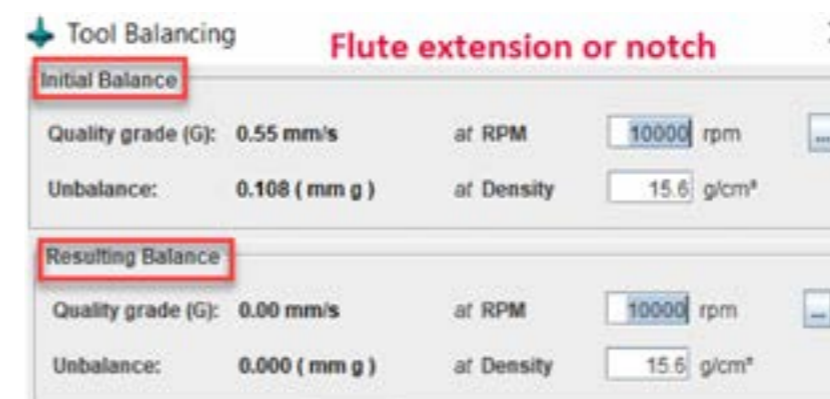 Tool Balancing
Flute extension or notch
Initial Balance
Quality grade (G): 0.55 mm/s at RPM 10000 rpm ...
Unbalance: 0.108 ( mm g ) at Density 15.6 g/cm³
Resulting Balance
Quality grade (G): 0.00 mm/s at RPM 10000 rpm ...
Unbalance: 0.000 ( mm g ) at Density 15.6 g/cm³